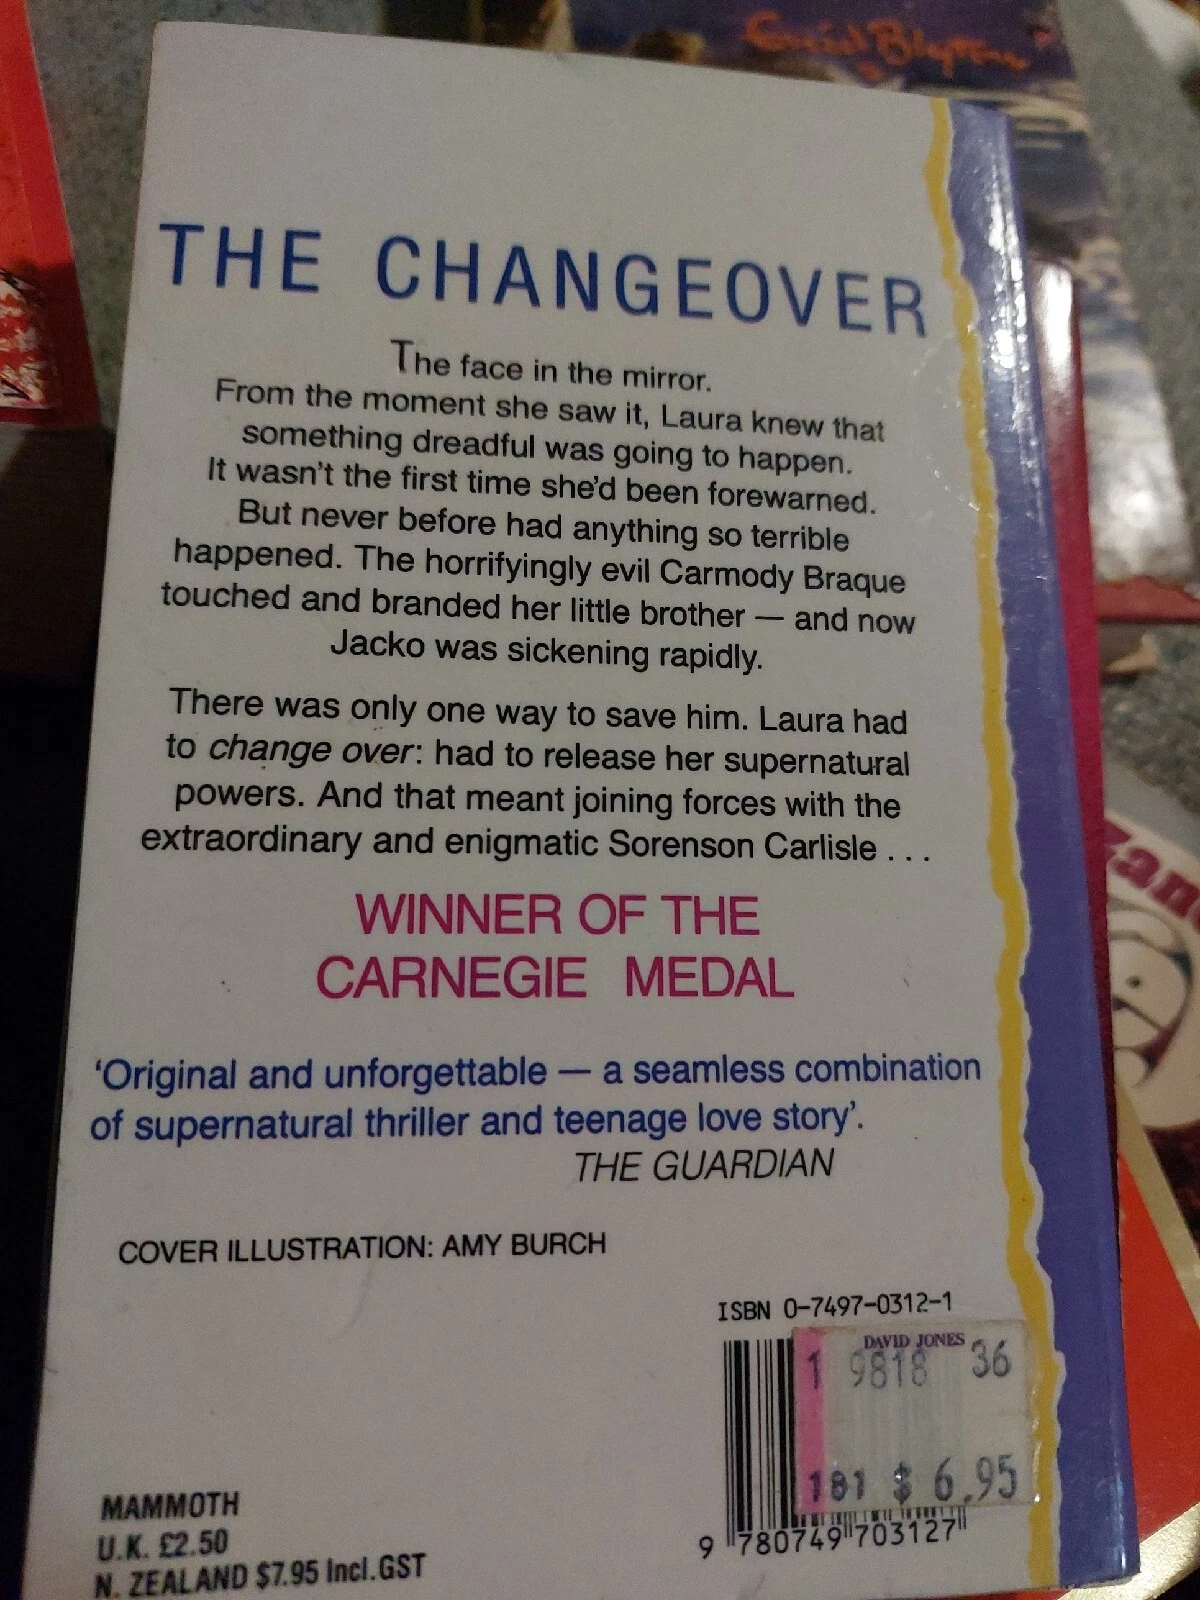 Enid Blyton
THE CHANGEOVER
The face in the mirror.
From the moment she saw it, Laura knew that
something dreadful was going to happen.
It wasn't the first time she'd been forewarned.
But never before had anything so terrible
happened. The horrifyingly evil Carmody Braque
touched and branded her little brother — and now
Jacko was sickening rapidly.
There was only one way to save him. Laura had
to change over: had to release her supernatural
powers. And that meant joining forces with the
extraordinary and enigmatic Sorenson Carlisle . . .
WINNER OF THE
CARNEGIE MEDAL
'Original and unforgettable — a seamless combination
of supernatural thriller and teenage love story'.
THE GUARDIAN
COVER ILLUSTRATION: AMY BURCH
ISBN 0-7497-0312-1
DAVID JONES
1 9818 36
181 $ 6.95
9 780749 703127
MAMMOTH
U.K. £2.50
N. ZEALAND $7.95 Incl.GST